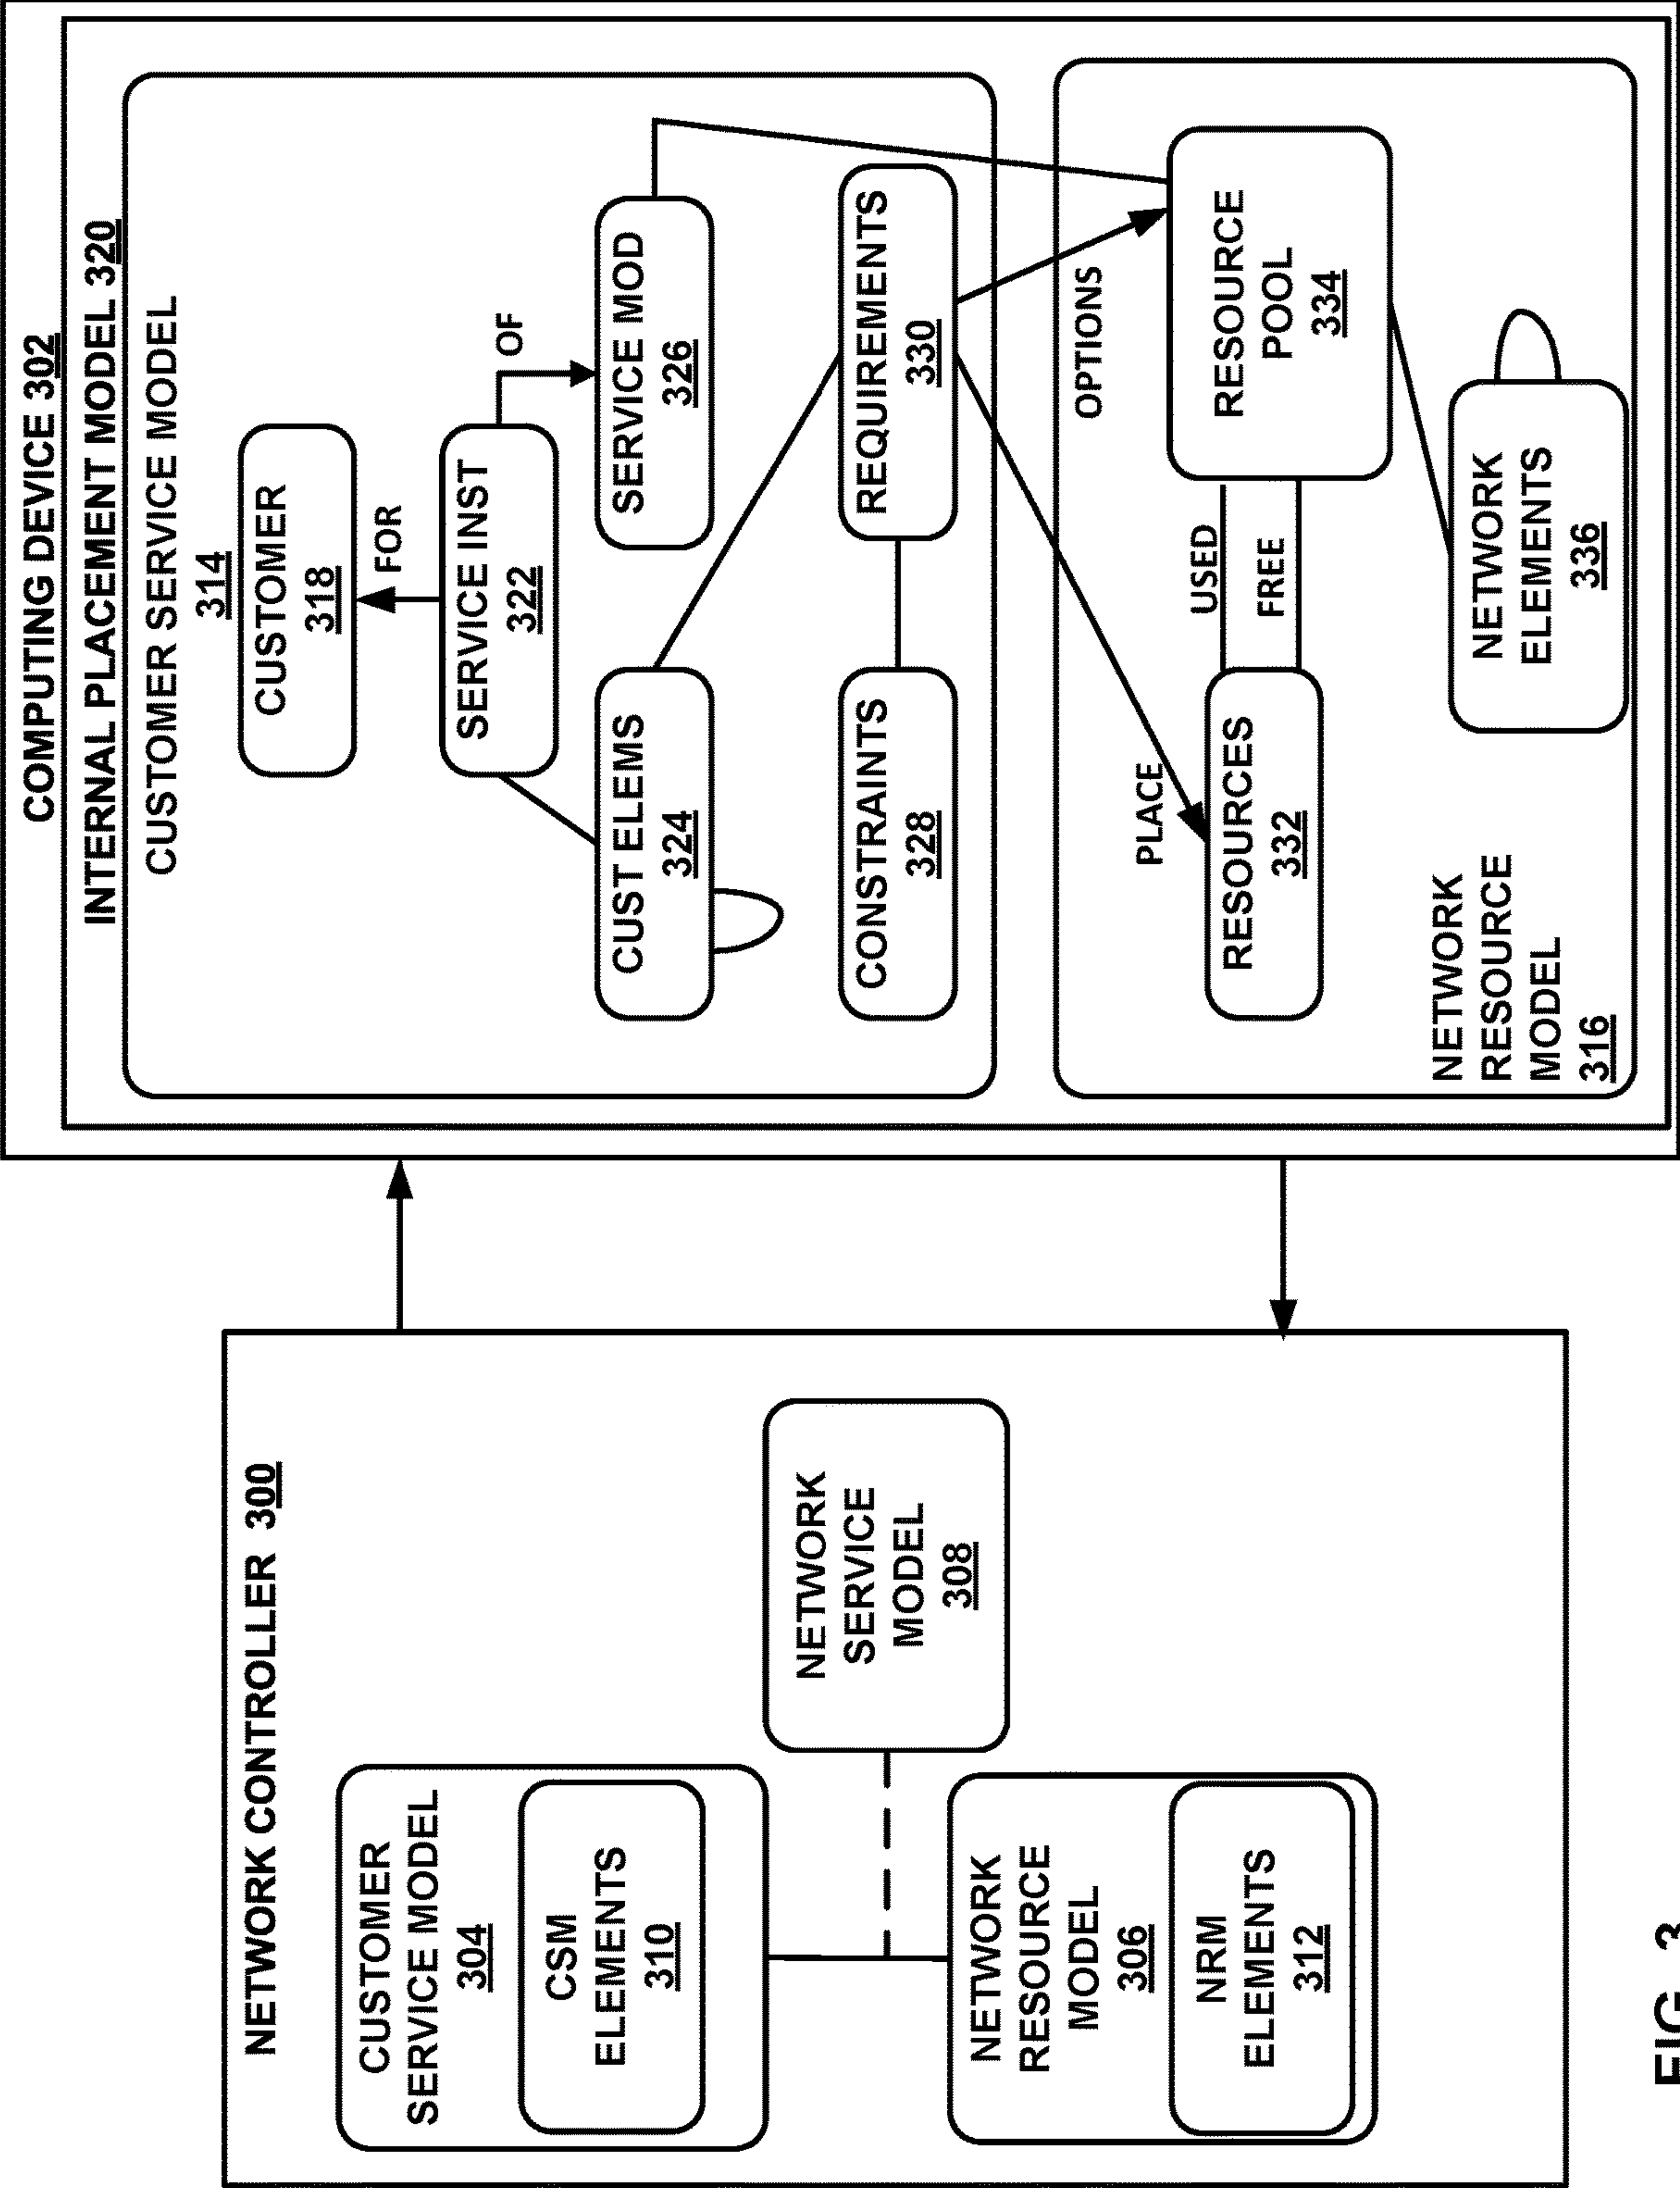 NETWORK CONTROLLER 300
CUSTOMER
SERVICE MODEL
304
CSM
ELEMENTS
310
NETWORK
SERVICE
MODEL
308
NETWORK
RESOURCE
MODEL
306
NRM
ELEMENTS
312
COMPUTING DEVICE 302
INTERNAL PLACEMENT MODEL 320
CUSTOMER SERVICE MODEL
314
CUSTOMER
318
FOR
SERVICE INST
322
OF
CUST ELEMS
324
SERVICE MOD
326
CONSTRAINTS
328
REQUIREMENTS
330
OPTIONS
PLACE
USED
FREE
RESOURCES
332
RESOURCE
POOL
334
NETWORK
ELEMENTS
336
NETWORK
RESOURCE
MODEL
316
FIG. 3